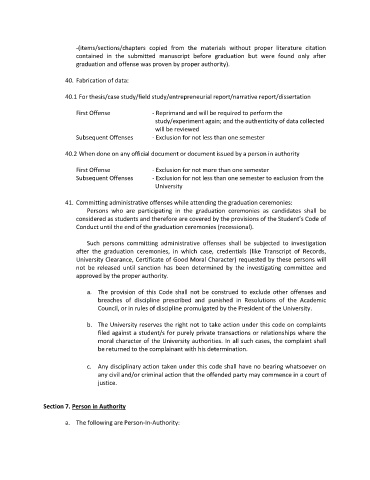 -(items/sections/chapters copied from the materials without proper literature citation
contained in the submitted manuscript before graduation but were found only after
graduation and offense was proven by proper authority).
40. Fabrication of data:
40.1 For thesis/case study/field study/entrepreneurial report/narrative report/dissertation
First Offense - Reprimand and will be required to perform the
study/experiment again; and the authenticity of data collected
will be reviewed
Subsequent Offenses - Exclusion for not less than one semester
40.2 When done on any official document or document issued by a person in authority
First Offense - Exclusion for not more than one semester
Subsequent Offenses - Exclusion for not less than one semester to exclusion from the
University
41. Committing administrative offenses while attending the graduation ceremonies:
Persons who are participating in the graduation ceremonies as candidates shall be
considered as students and therefore are covered by the provisions of the Student's Code of
Conduct until the end of the graduation ceremonies (recessional).
Such persons committing administrative offenses shall be subjected to investigation
after the graduation ceremonies, in which case, credentials (like Transcript of Records,
University Clearance, Certificate of Good Moral Character) requested by these persons will
not be released until sanction has been determined by the investigating committee and
approved by the proper authority.
a. The provision of this Code shall not be construed to exclude other offenses and
breaches of discipline prescribed and punished in Resolutions of the Academic
Council, or in rules of discipline promulgated by the President of the University.
b. The University reserves the right not to take action under this code on complaints
filed against a student/s for purely private transactions or relationships where the
moral character of the University authorities. In all such cases, the complaint shall
be returned to the complainant with his determination.
c. Any disciplinary action taken under this code shall have no bearing whatsoever on
any civil and/or criminal action that the offended party may commence in a court of
justice.
Section 7. Person in Authority
a. The following are Person-In-Authority: